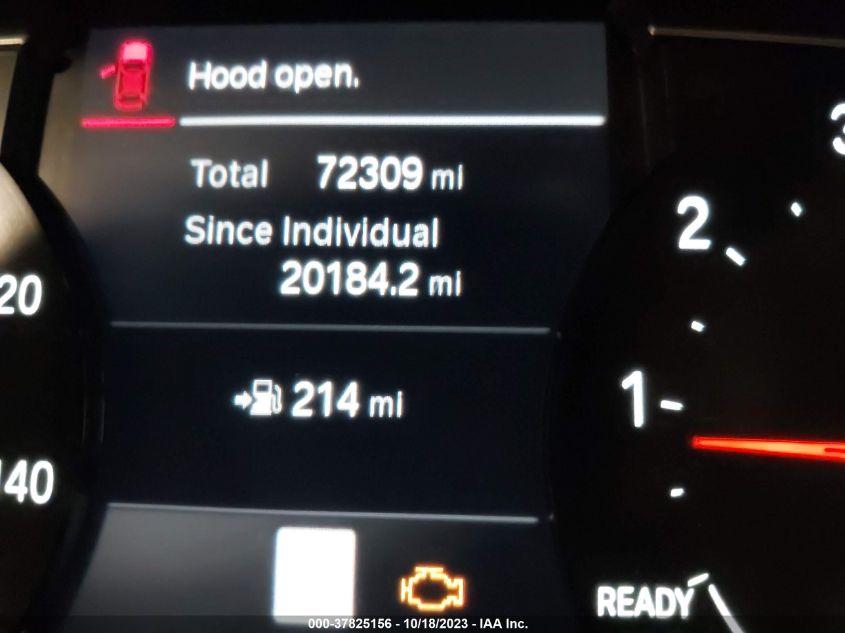 Hood open.
Total 72309 mi
Since Individual
20184.2 mi
214 mi
20
140
3
2
1
READY
000-37825156 - 10/18/2023 - IAA Inc.